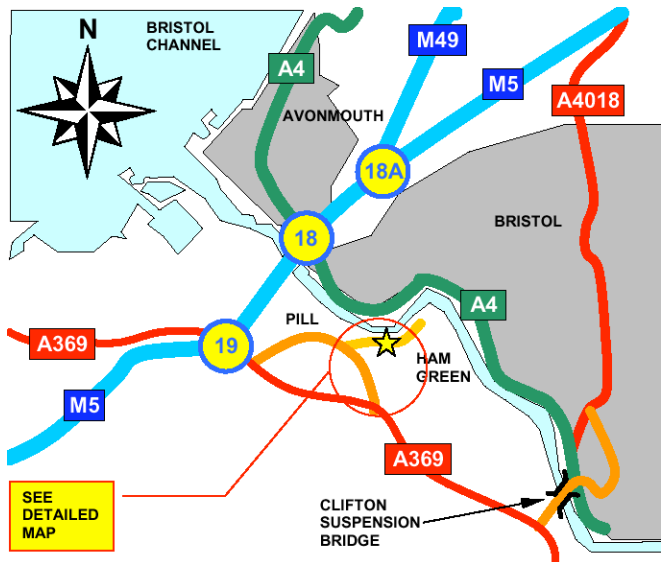 N
BRISTOL
CHANNEL
M49
A4
M5
A4018
AVONMOUTH
18A
BRISTOL
18
A4
PILL
A369
19
HAM
GREEN
M5
A369
SEE
DETAILED
MAP
CLIFTON
SUSPENSION
BRIDGE